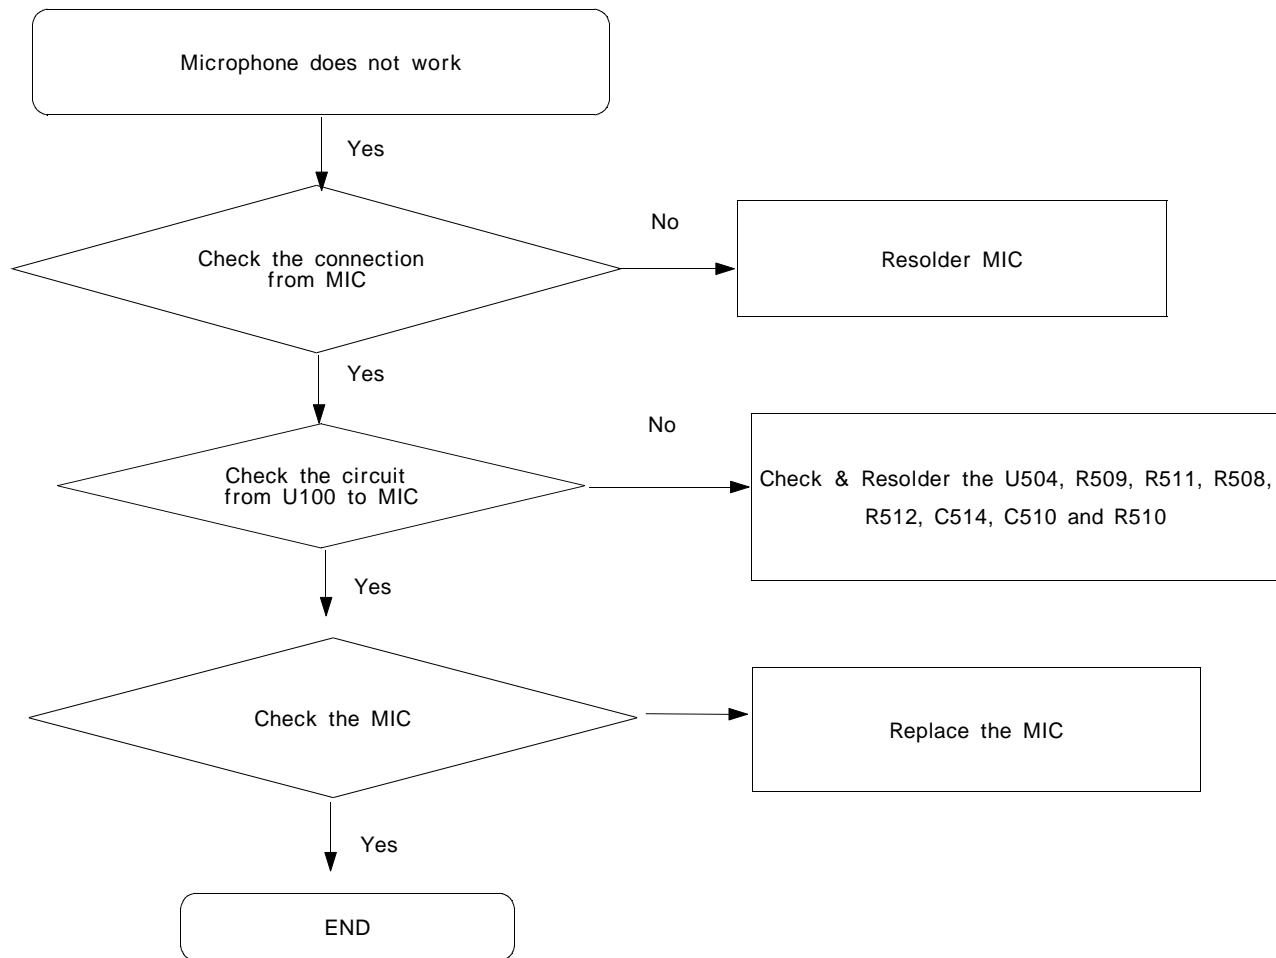 Microphone does not work
Yes
Check the connection
from MIC
No
Resolder MIC
Yes
Check the circuit
from U100 to MIC
No
Check & Resolder the U504, R509, R511, R508,
R512, C514, C510 and R510
Yes
Check the MIC
Replace the MIC
Yes
END